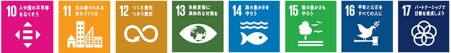 10 人や国の不平等
をなくそう
11 住み続けられる
まちづくりを
12 つくる責任
つかう責任
13 気候変動に
具体的な対策を
14 海の豊かさを
守ろう
15 陸の豊かさも
守ろう
16 平和と公正を
すべての人に
17 パートナーシップで
目標を達成しよう